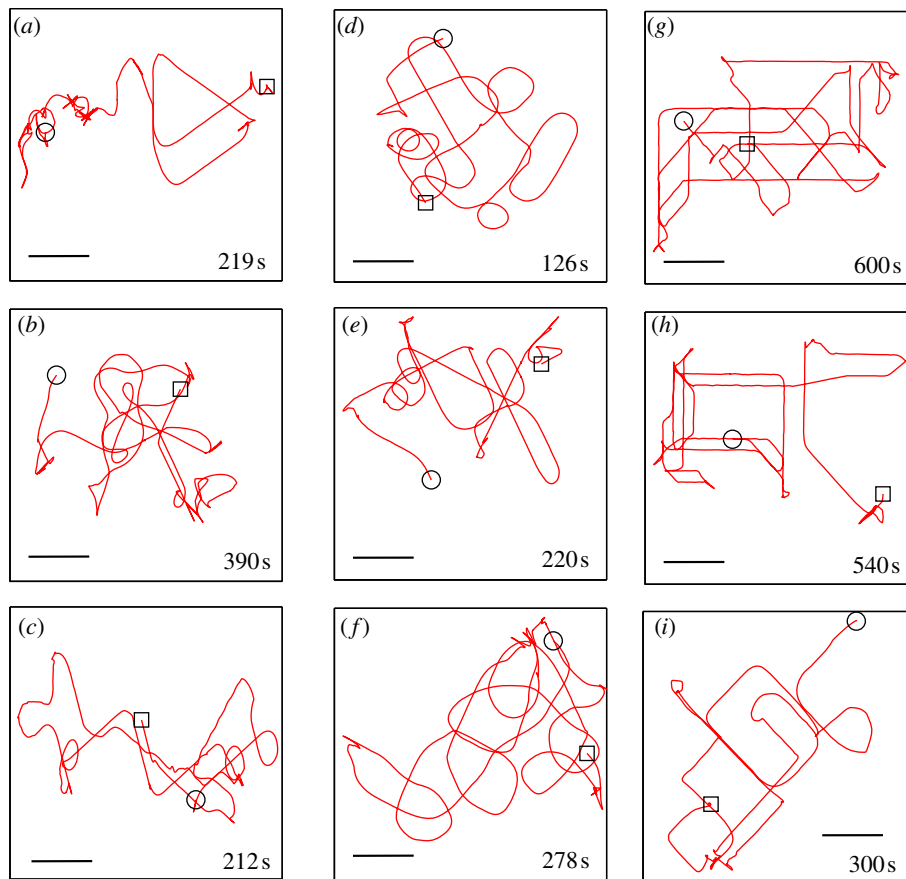 (a)
219 s
(d)
126 s
(g)
600 s
(b)
390 s
(e)
220 s
(h)
540 s
(c)
212 s
(f)
278 s
(i)
300 s